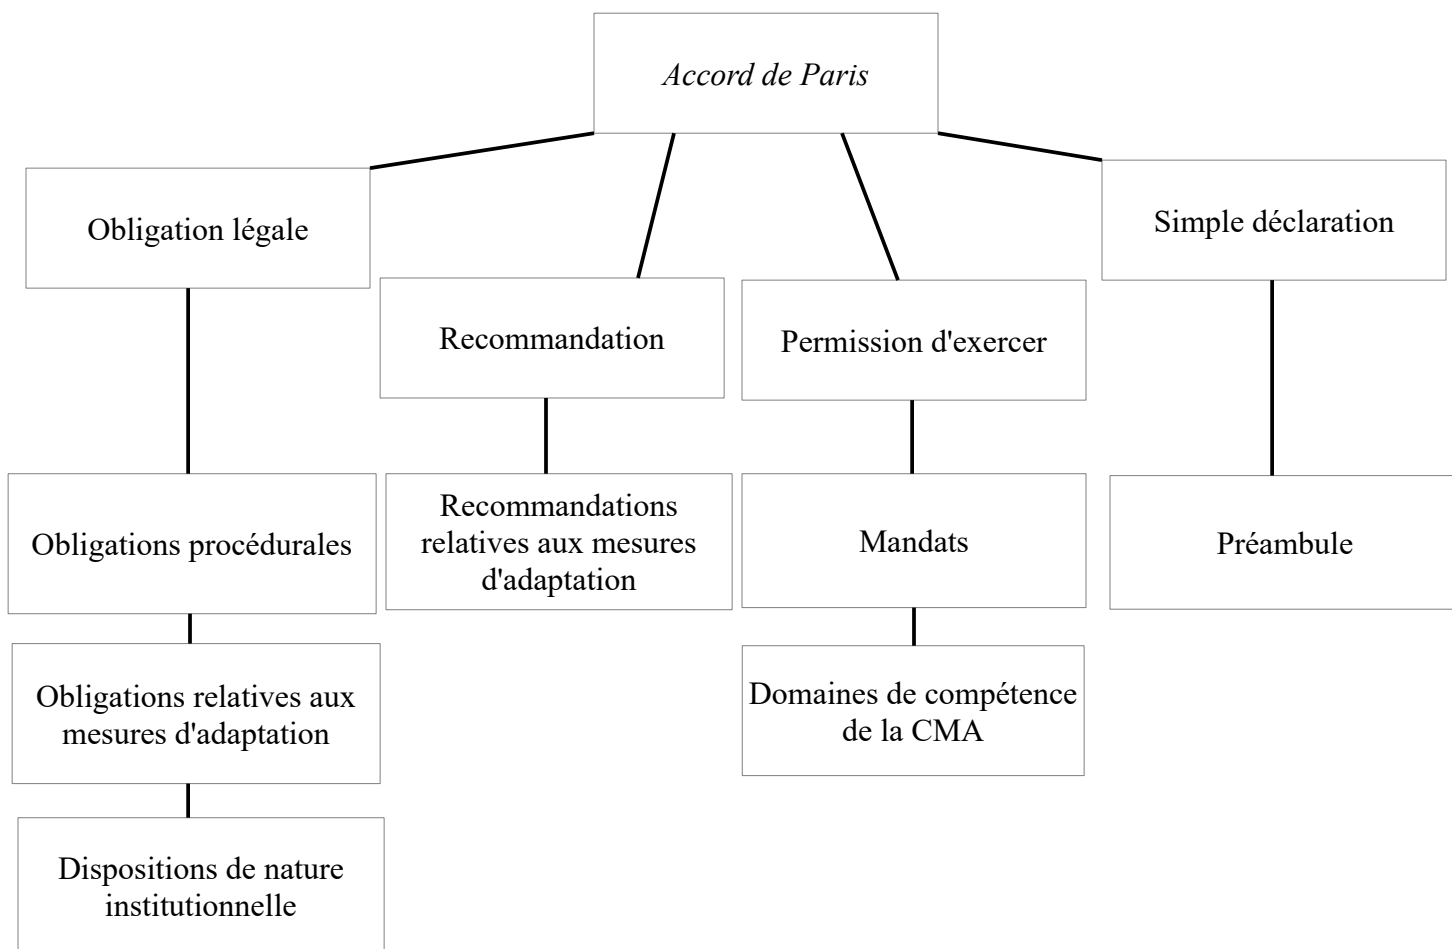 Accord de Paris
Obligation légale
Simple déclaration
Recommandation
Permission d'exercer
Obligations procédurales
Recommandations
relatives aux mesures
d'adaptation
Mandats
Préambule
Obligations relatives aux
mesures d'adaptation
Domaines de compétence
de la CMA
Dispositions de nature
institutionnelle